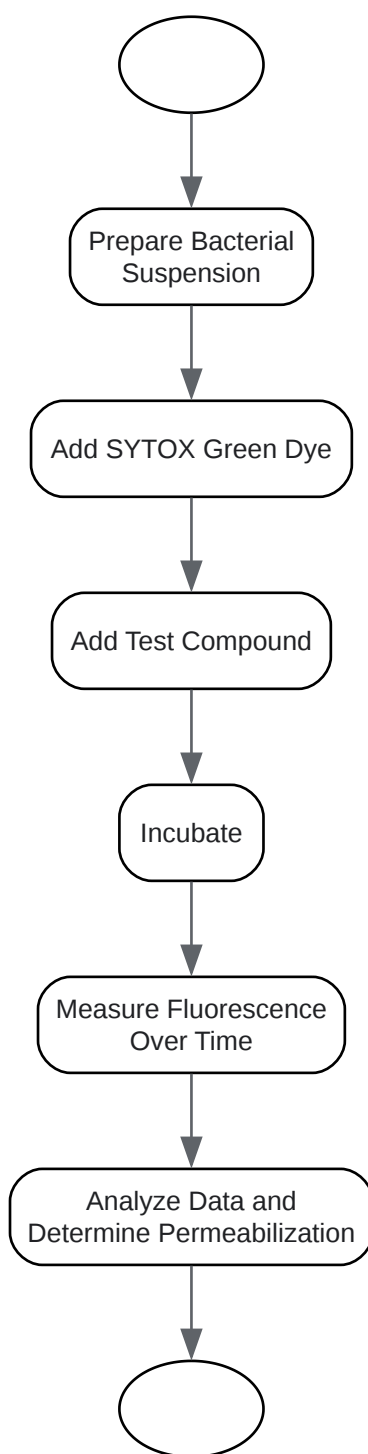 Prepare Bacterial
Suspension
Add SYTOX Green Dye
Add Test Compound
Incubate
Measure Fluorescence
Over Time
Analyze Data and
Determine Permeabilization